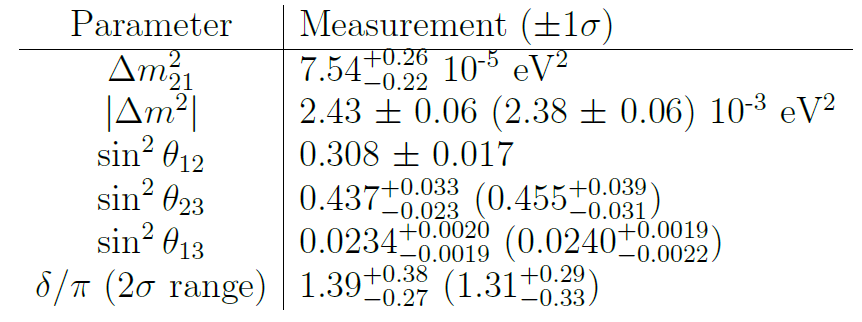 Parameter Measurement (±1σ)
Δm²₂₁ 7.54⁺⁰·²⁶₋₀.₂₂ 10⁻⁵ eV²
|Δm²| 2.43 ± 0.06 (2.38 ± 0.06) 10⁻³ eV²
sin² θ₁₂ 0.308 ± 0.017
sin² θ₂₃ 0.437⁺⁰·⁰³³₋₀.₀₂₃ (0.455⁺⁰·⁰³⁹₋₀.₀₃₁)
sin² θ₁₃ 0.0234⁺⁰·⁰⁰²⁰₋₀.₀₀₁₉ (0.0240⁺⁰·⁰⁰¹⁹₋₀.₀₀₂₂)
δ/π (2σ range) 1.39⁺⁰·³⁸₋₀.₂₇ (1.31⁺⁰·²⁹₋₀.₃₃)